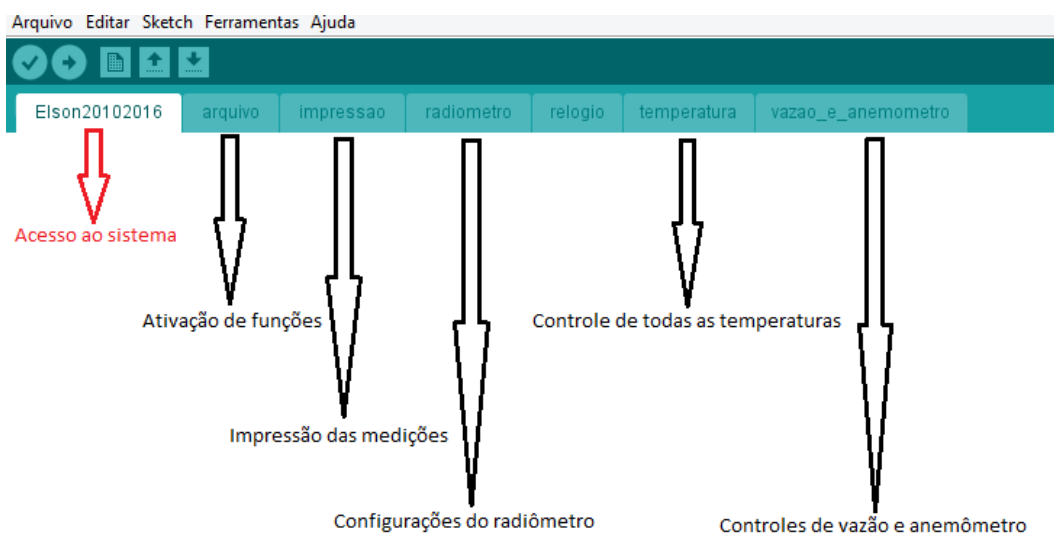 Arquivo Editar Sketch Ferramentas Ajuda
Elson20102016 arquivo impressao radiometro relogio temperatura vazao_e_anemometro
Acesso ao sistema
Ativação de funções Controle de todas as temperaturas
Impressão das medições
Configurações do radiômetro Controles de vazão e anemômetro